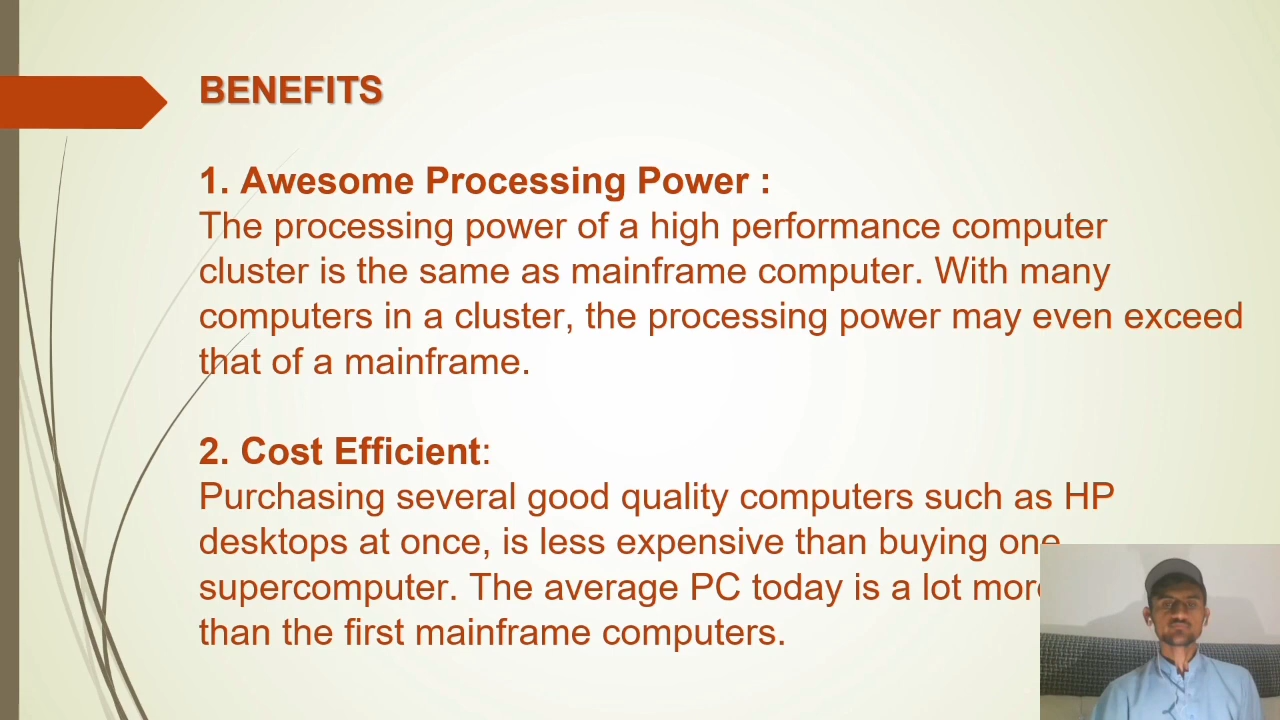 BENEFITS
1. Awesome Processing Power :
The processing power of a high performance computer
cluster is the same as mainframe computer. With many
computers in a cluster, the processing power may even exceed
that of a mainframe.
2. Cost Efficient:
Purchasing several good quality computers such as HP
desktops at once, is less expensive than buying one
supercomputer. The average PC today is a lot
than the first mainframe computers.